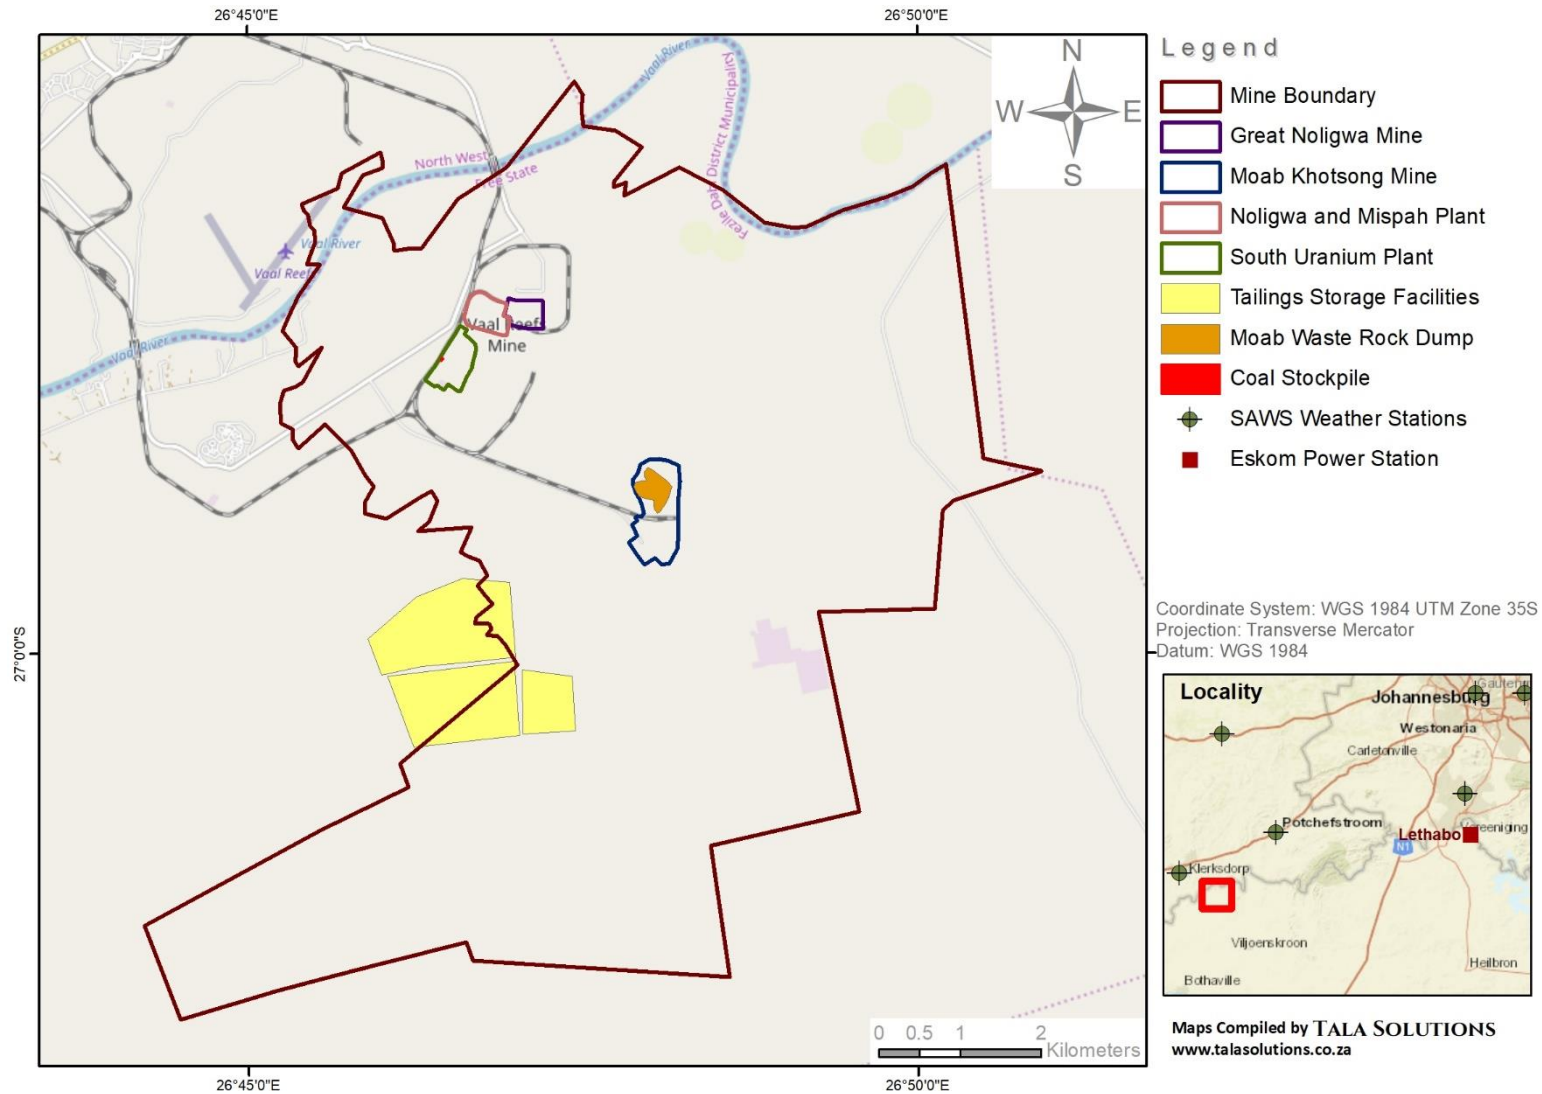 26°45'0"E
26°50'0"E
27°0'0"S
Vaal River
North West
Free State
Fezile Dabi District Municipality
Vaal River
Vaal Reefs
Vaal River
Vaal Reefs
Mine
0 0.5 1 2
Kilometers
26°45'0"E
26°50'0"E
N
W E
S
Legend
Mine Boundary
Great Noligwa Mine
Moab Khotsong Mine
Noligwa and Mispah Plant
South Uranium Plant
Tailings Storage Facilities
Moab Waste Rock Dump
Coal Stockpile
SAWS Weather Stations
Eskom Power Station
Coordinate System: WGS 1984 UTM Zone 35S
Projection: Transverse Mercator
Datum: WGS 1984
Locality
Johannesburg
Westonaria
Carletonville
Potchefstroom
Lethabo
N1
Klerksdorp
Viljoenskroon
Heilbron
Bothaville
Maps Compiled by TALA SOLUTIONS
www.talasolutions.co.za